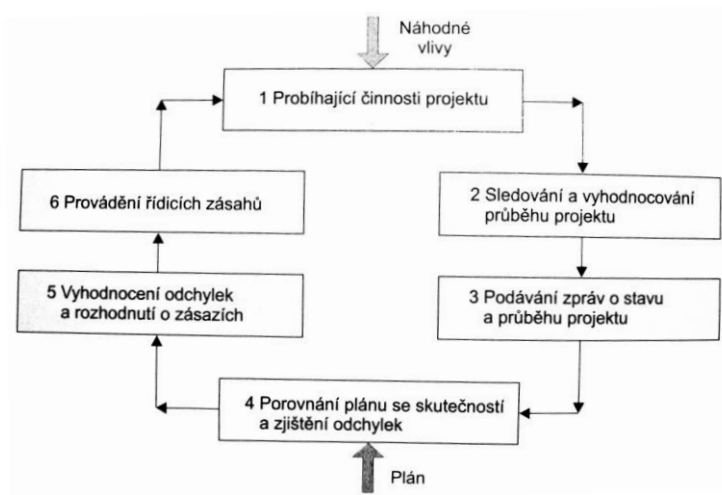 Náhodné
vlivy
1 Probíhající činnosti projektu
2 Sledování a vyhodnocování
průběhu projektu
3 Podávání zpráv o stavu
a průběhu projektu
4 Porovnání plánu se skutečností
a zjištění odchylek
Plán
5 Vyhodnocení odchylek
a rozhodnutí o zásazích
6 Provádění řídicích zásahů